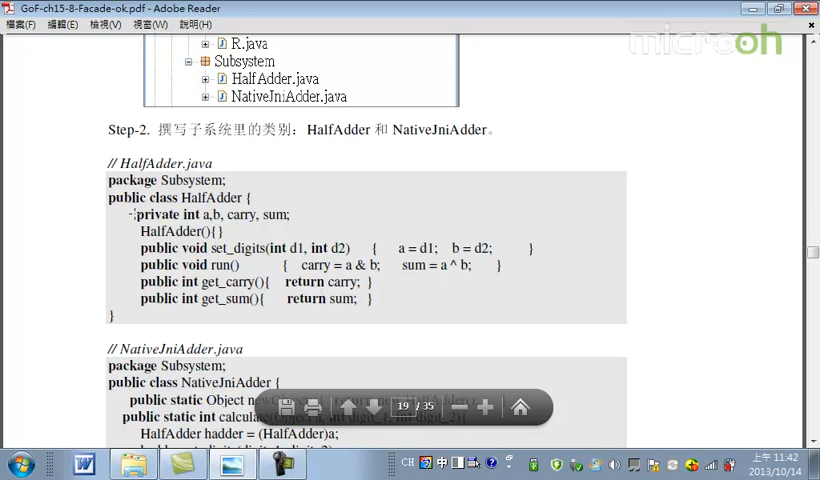 GoF-ch15-8-Facade-ok.pdf - Adobe Reader
檔案(F) 編輯(E) 檢視(V) 視窗(W) 說明(H)
microoh
R.java
Subsystem
HalfAdder.java
NativeJniAdder.java
Step-2. 撰写子系统里的类别：HalfAdder 和 NativeJniAdder。
// HalfAdder.java
package Subsystem;
public class HalfAdder {
private int a,b, carry, sum;
HalfAdder(){}
public void set_digits(int d1, int d2) { a = d1; b = d2; }
public void run() { carry = a & b; sum = a ^ b; }
public int get_carry(){ return carry; }
public int get_sum(){ return sum; }
}
// NativeJniAdder.java
package Subsystem;
public class NativeJniAdder {
public static Object
public static int calculate(
19 / 35
HalfAdder hadder = (HalfAdder)a;
CH 中
上午 11:42
2013/10/14